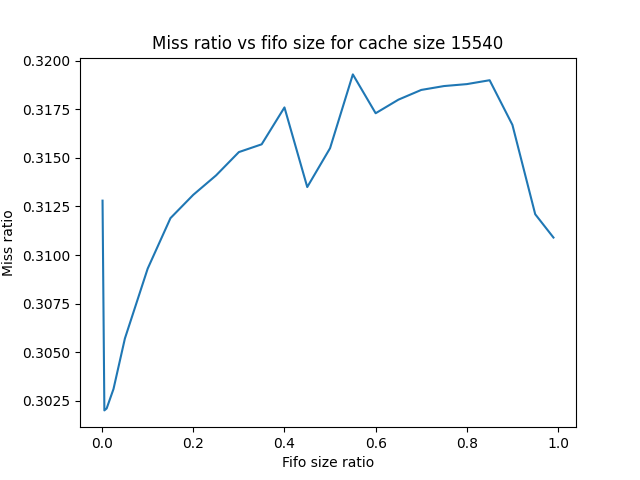 Miss ratio vs fifo size for cache size 15540
0.3200
0.3175
0.3150
0.3125
0.3100
0.3075
0.3050
0.3025
Miss ratio
0.0 0.2 0.4 0.6 0.8 1.0
Fifo size ratio